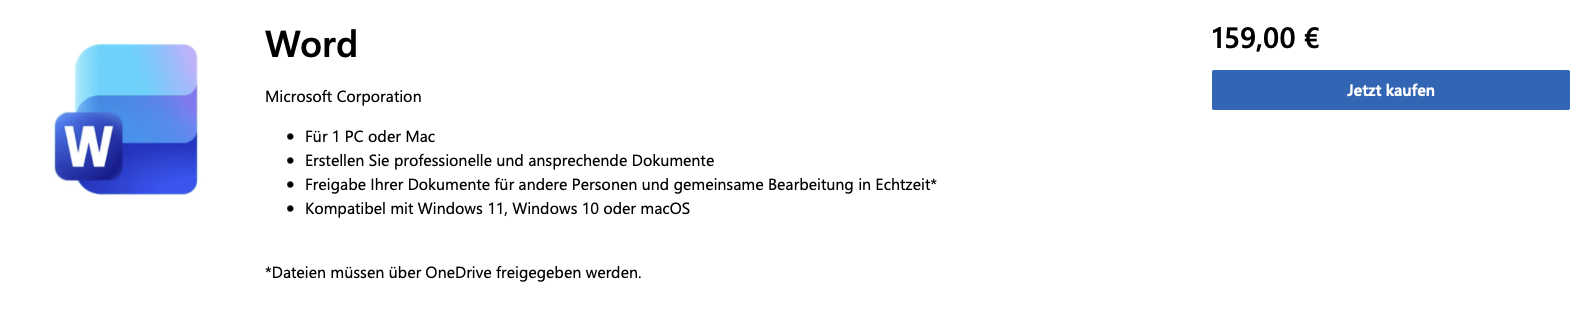 Word
Microsoft Corporation
• Für 1 PC oder Mac
• Erstellen Sie professionelle und ansprechende Dokumente
• Freigabe Ihrer Dokumente für andere Personen und gemeinsame Bearbeitung in Echtzeit*
• Kompatibel mit Windows 11, Windows 10 oder macOS
*Dateien müssen über OneDrive freigegeben werden.
159,00 €
Jetzt kaufen
W